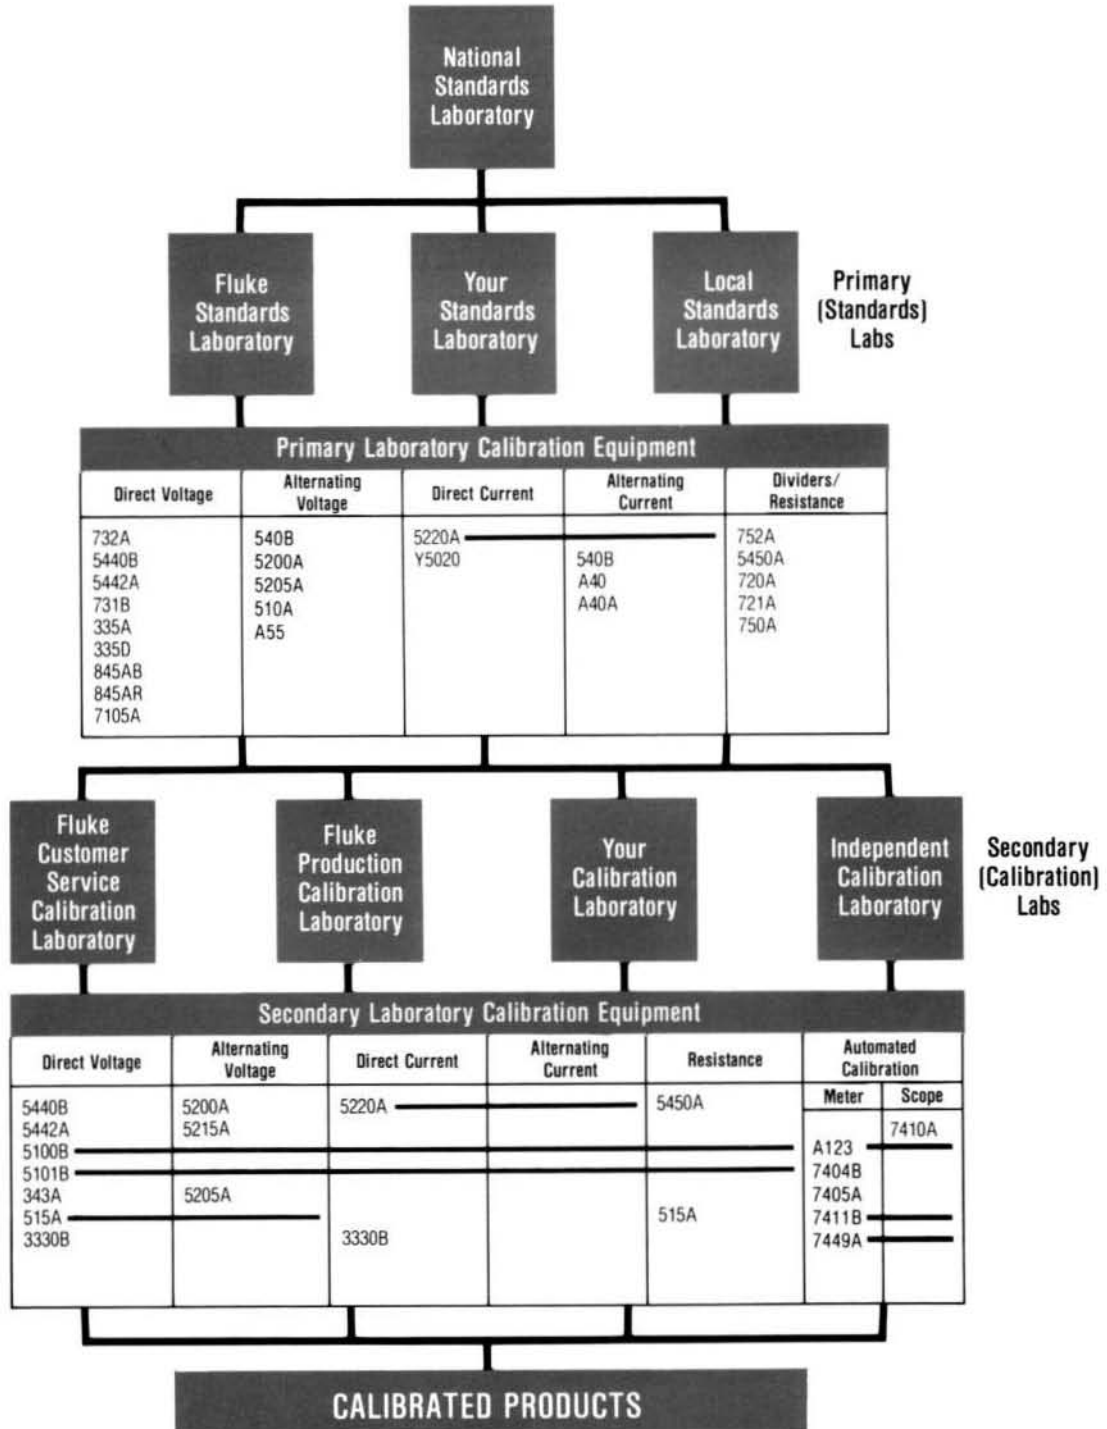 National
Standards
Laboratory
Fluke
Standards
Laboratory
Your
Standards
Laboratory
Local
Standards
Laboratory
Primary
(Standards)
Labs
Primary Laboratory Calibration Equipment
Direct Voltage
Alternating
Voltage
Direct Current
Alternating
Current
Dividers/
Resistance
732A
5440B
5442A
731B
335A
335D
845AB
845AR
7105A
540B
5200A
5205A
510A
A55
5220A
Y5020
540B
A40
A40A
752A
5450A
720A
721A
750A
Fluke
Customer
Service
Calibration
Laboratory
Fluke
Production
Calibration
Laboratory
Your
Calibration
Laboratory
Independent
Calibration
Laboratory
Secondary
(Calibration)
Labs
Secondary Laboratory Calibration Equipment
Direct Voltage
Alternating
Voltage
Direct Current
Alternating
Current
Resistance
Automated
Calibration
Meter
Scope
5440B
5442A
5100B
5101B
343A
515A
3330B
5200A
5215A
5205A
5220A
3330B
5450A
515A
A123
7404B
7405A
7411B
7449A
7410A
CALIBRATED PRODUCTS